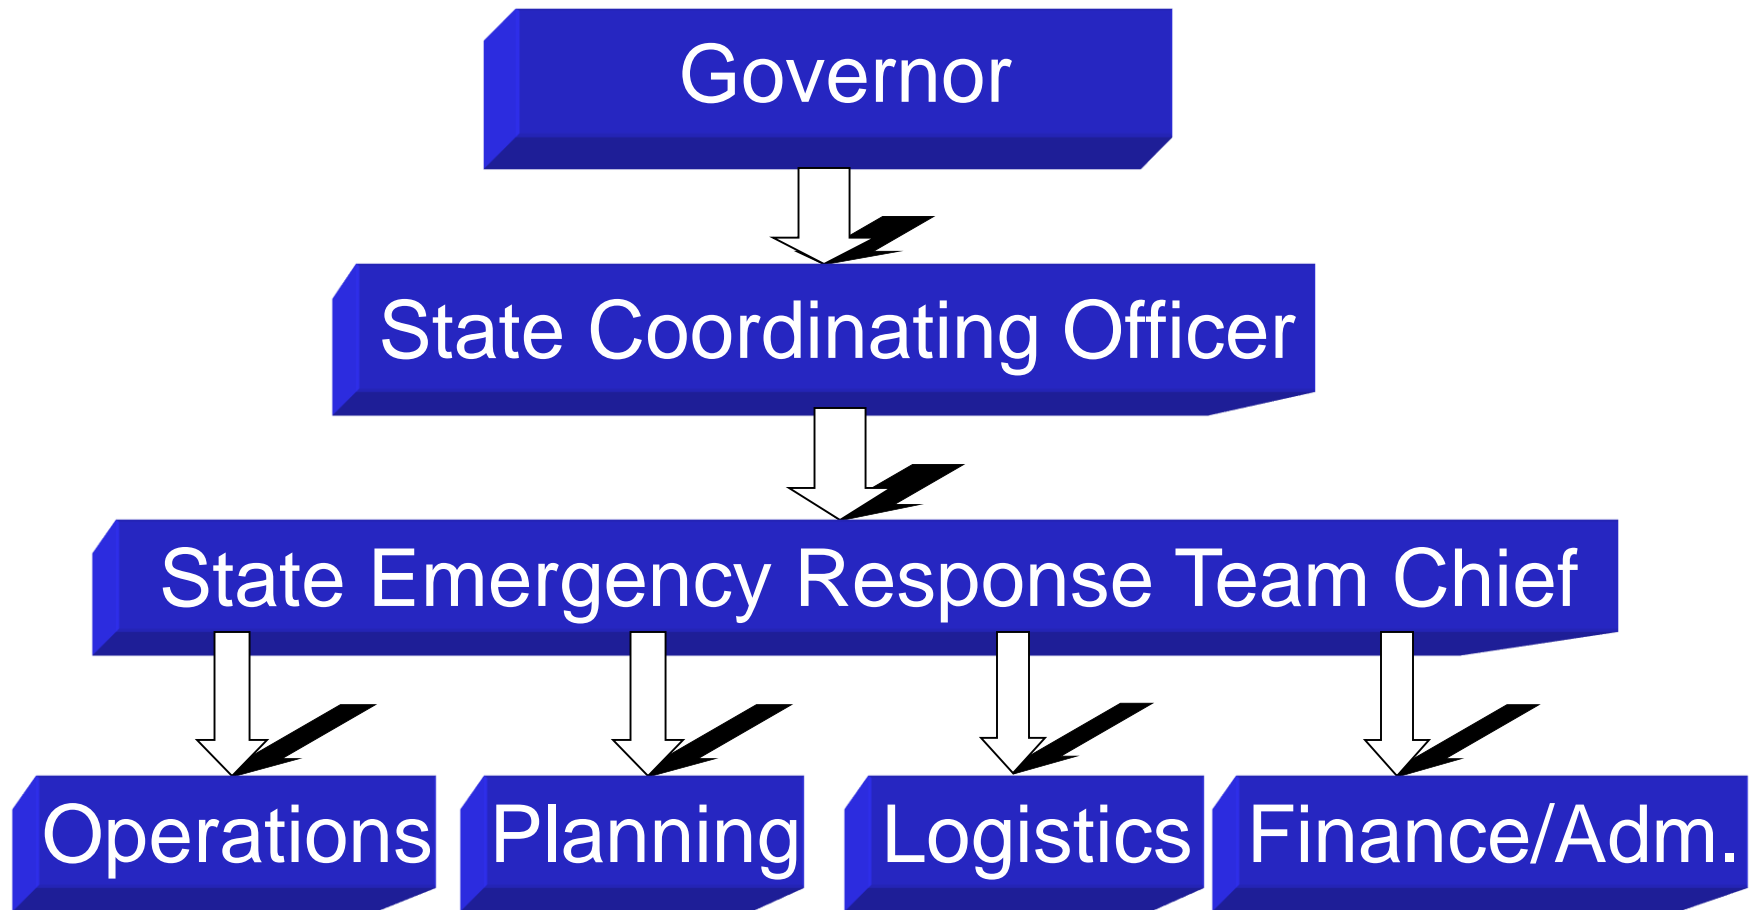 Governor
State Coordinating Officer
State Emergency Response Team Chief
Operations
Planning
Logistics
Finance/Adm.